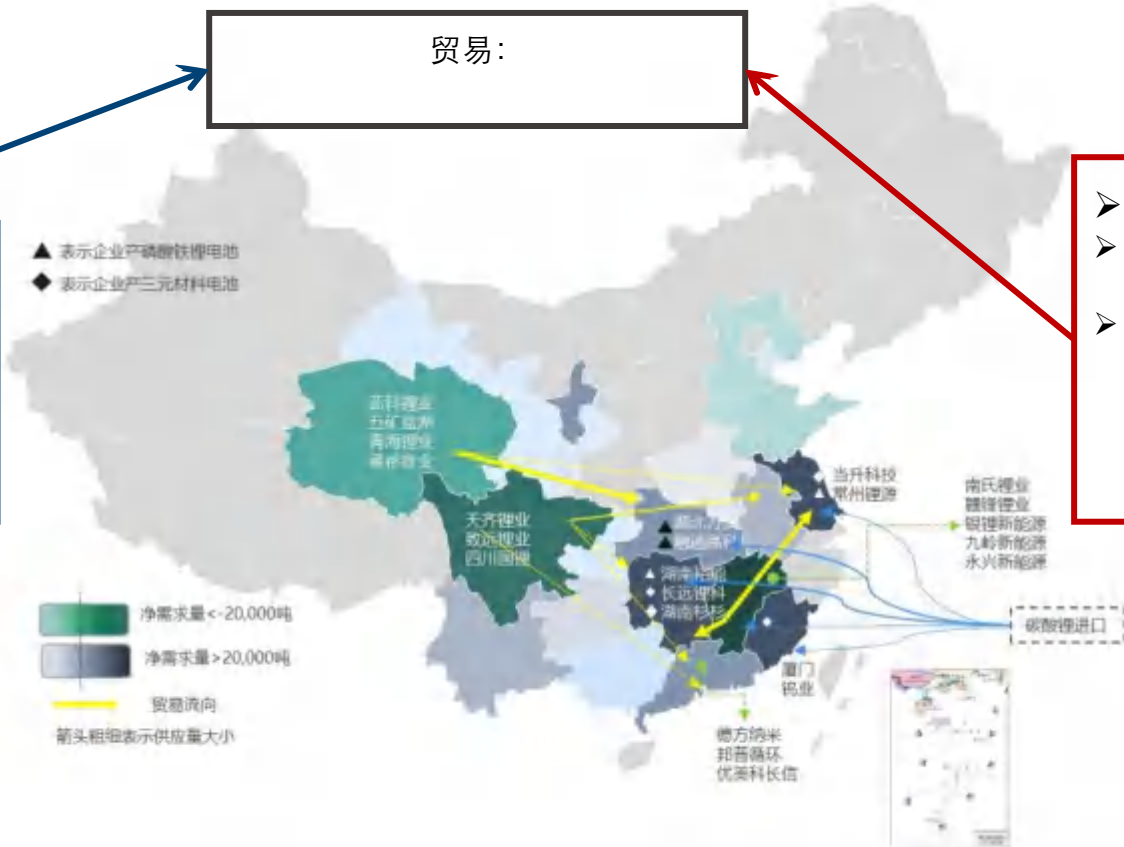 贸易:
表示企业产磷酸铁锂电池
表示企业产三元材料电池
五矿盐湖
青海锂业
天齐锂业
致远锂业
四川国锂
当升科技
常州锂源
南氏锂业
赣锋锂业
银锂新能源
九岭新能源
永兴新能源
湖南裕能
长远锂科
湖南杉杉
碳酸锂进口
厦门
钨业
德方纳米
邦普循环
优美科长信
净需求量<-20,000吨
净需求量>20,000吨
贸易流向
箭头粗细表示供应量大小